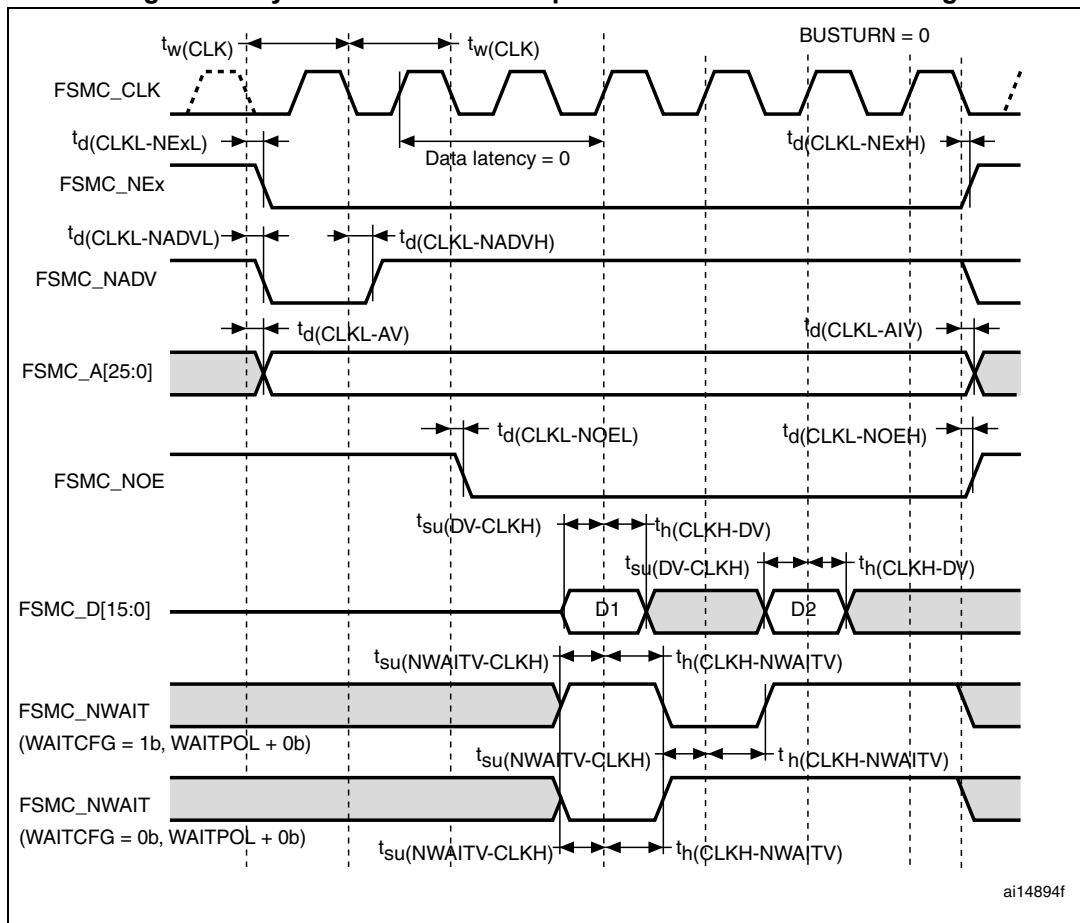 BUSTURN = 0
tw(CLK) tw(CLK)
FSMC_CLK
td(CLKL-NExL) Data latency = 0 td(CLKL-NExH)
FSMC_NEx
td(CLKL-NADVL) td(CLKL-NADVH)
FSMC_NADV
td(CLKL-AV) td(CLKL-AIV)
FSMC_A[25:0]
td(CLKL-NOEL) td(CLKL-NOEH)
FSMC_NOE
tsu(DV-CLKH) th(CLKH-DV)
tsu(DV-CLKH) th(CLKH-DV)
FSMC_D[15:0] D1 D2
tsu(NWAITV-CLKH) th(CLKH-NWAITV)
FSMC_NWAIT
(WAITCFG = 1b, WAITPOL + 0b)
tsu(NWAITV-CLKH) t h(CLKH-NWAITV)
FSMC_NWAIT
(WAITCFG = 0b, WAITPOL + 0b)
tsu(NWAITV-CLKH) th(CLKH-NWAITV)
ai14894f